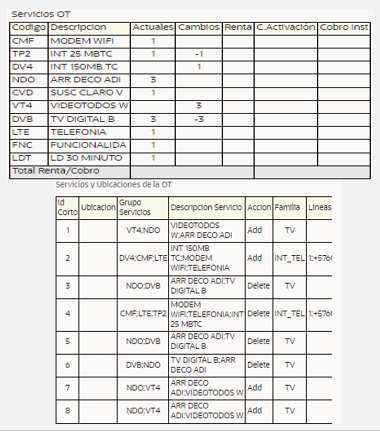 Servicios OT
Codigo Descripcion Actuales Cambios Renta C.Activación Cobro Inst
CMF MODEM WIFI 1
TP2 INT 25 MBTC 1 -1
DV4 INT 150MB TC 1
NDO ARR DECO ADI 3
CVD SUSC CLARO V 1
VT4 VIDEOTODOS W 3
DVB TV DIGITAL B 3 -3
LTE TELEFONIA 1
FNC FUNCIONALIDA 1
LDT LD 30 MINUTO 1
Total Renta/Cobro
Servicios y Ubicaciones de la OT
Id Corto Ubicacion Grupo Servicios Descripcion Servicio Accion Familia Lineas
1 VT4;NDO VIDEOTODOS W;ARR DECO ADI Add TV
2 DV4;CMF;LTE INT 150MB TC;MODEM WIFI;TELEFONIA Add INT_TEL 1:+576
3 NDO;DVB ARR DECO ADI;TV DIGITAL B Delete TV
4 CMF;LTE;TP2 MODEM WIFI;TELEFONIA;INT 25 MBTC Delete INT_TEL 1:+576
5 NDO;DVB ARR DECO ADI;TV DIGITAL B Delete TV
6 DVB;NDO TV DIGITAL B;ARR DECO ADI Delete TV
7 NDO;VT4 ARR DECO ADI;VIDEOTODOS W Add TV
8 NDO;VT4 ARR DECO ADI;VIDEOTODOS W Add TV